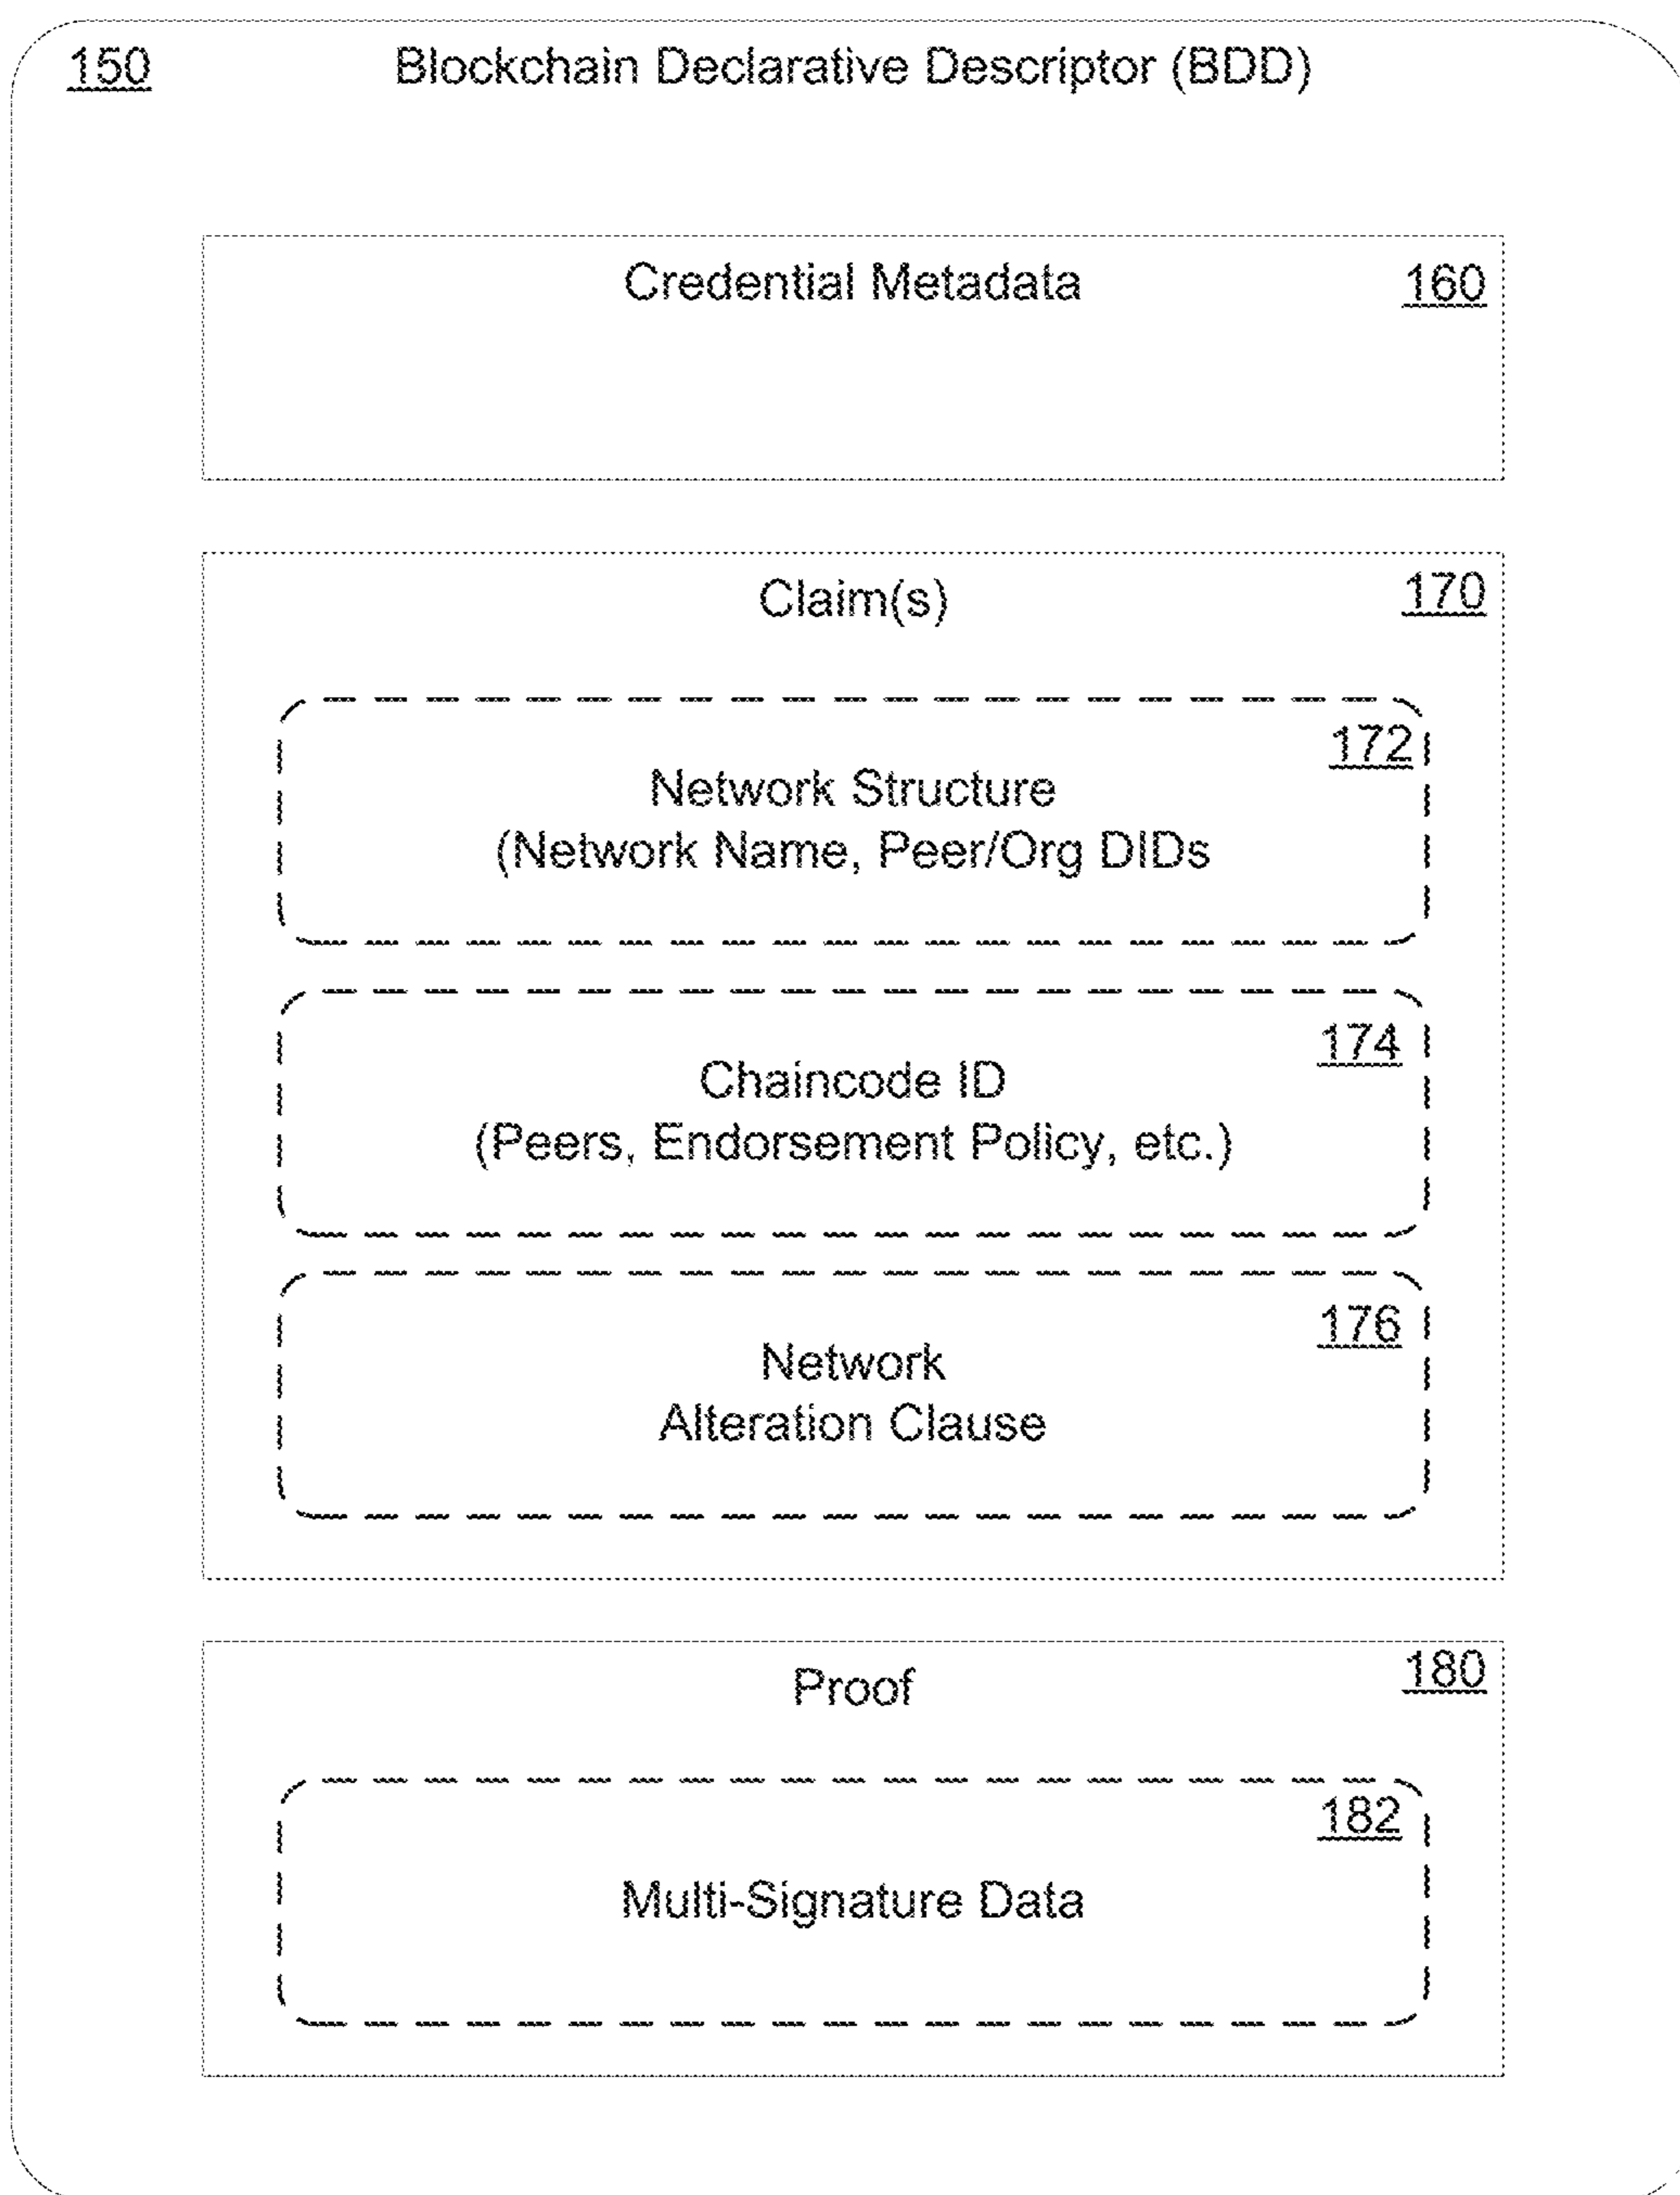 150 Blockchain Declarative Descriptor (BDD)
Credential Metadata 160
Claim(s) 170
172
Network Structure
(Network Name, Peer/Org DIDs
174
Chaincode ID
(Peers, Endorsement Policy, etc.)
176
Network
Alteration Clause
Proof 180
182
Multi-Signature Data